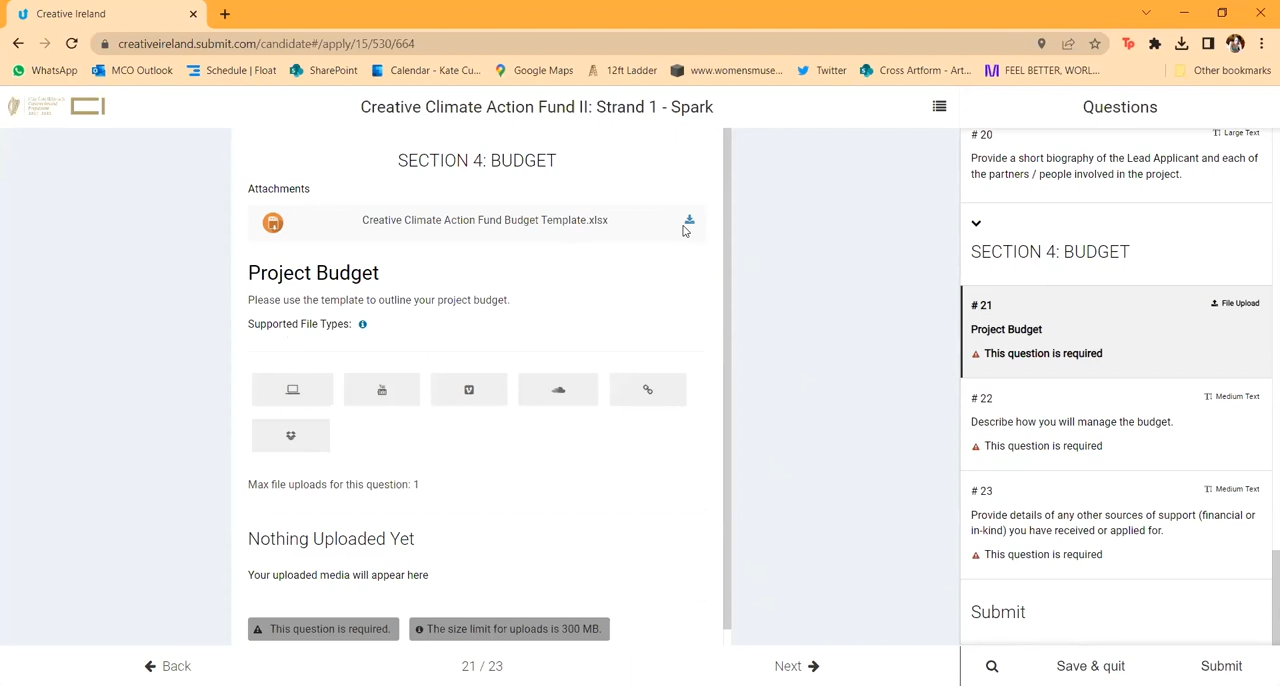 Creative Ireland
creativeireland.submit.com/candidate#/apply/15/530/664
WhatsApp
MCO Outlook
Schedule | Float
SharePoint
Calendar - Kate Cu...
Google Maps
12ft Ladder
www.womensmuse...
Twitter
Cross Artform - Art...
FEEL BETTER, WORL...
Other bookmarks
Creative Climate Action Fund II: Strand 1 - Spark
Questions
SECTION 4: BUDGET
Attachments
Creative Climate Action Fund Budget Template.xlsx
Project Budget
Please use the template to outline your project budget.
Supported File Types:
Max file uploads for this question: 1
Nothing Uploaded Yet
Your uploaded media will appear here
This question is required.
The size limit for uploads is 300 MB.
Back
21 / 23
Next
# 20
Large Text
Provide a short biography of the Lead Applicant and each of
the partners / people involved in the project.
SECTION 4: BUDGET
# 21
File Upload
Project Budget
This question is required
# 22
Medium Text
Describe how you will manage the budget.
This question is required
# 23
Medium Text
Provide details of any other sources of support (financial or
in-kind) you have received or applied for.
This question is required
Submit
Save & quit
Submit